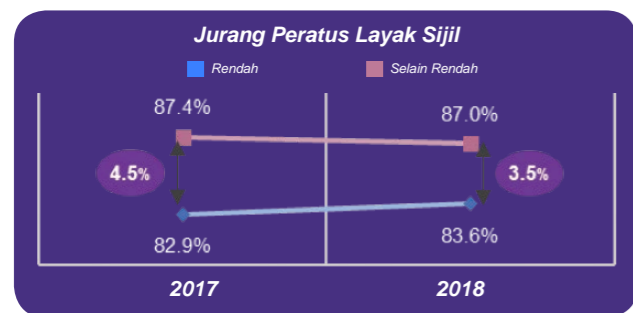 Jurang Peratus Layak Sijil
Rendah Selain Rendah
87.4% 87.0%
4.5% 3.5%
82.9% 83.6%
2017 2018